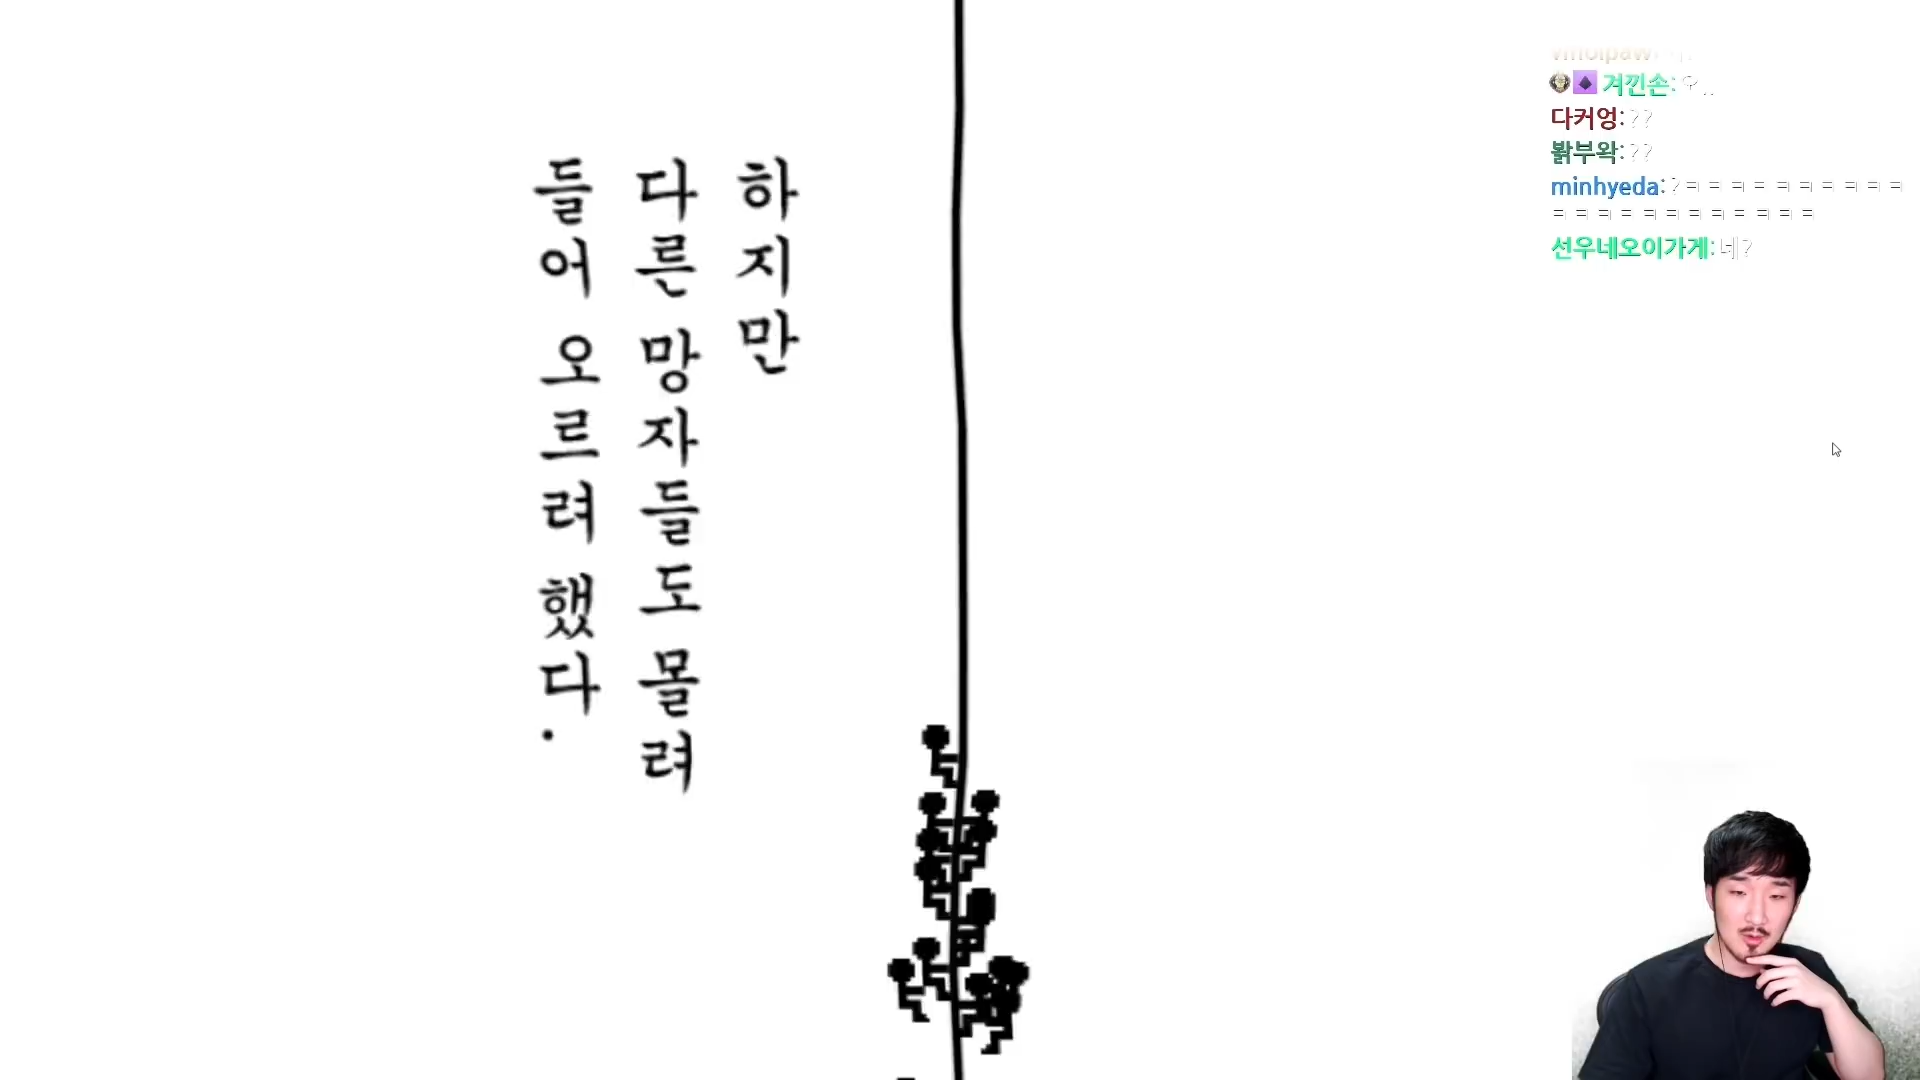 하지만
다른 망자들도 몰려
들어 오르려 했다.
겨낀손: ?..
다커엉: ??
봙부왁: ??
minhyeda: ?ㅋㅋㅋㅋㅋㅋㅋㅋㅋㅋ
ㅋㅋㅋㅋㅋㅋㅋㅋㅋㅋㅋㅋ
선우네오이가게: 네?